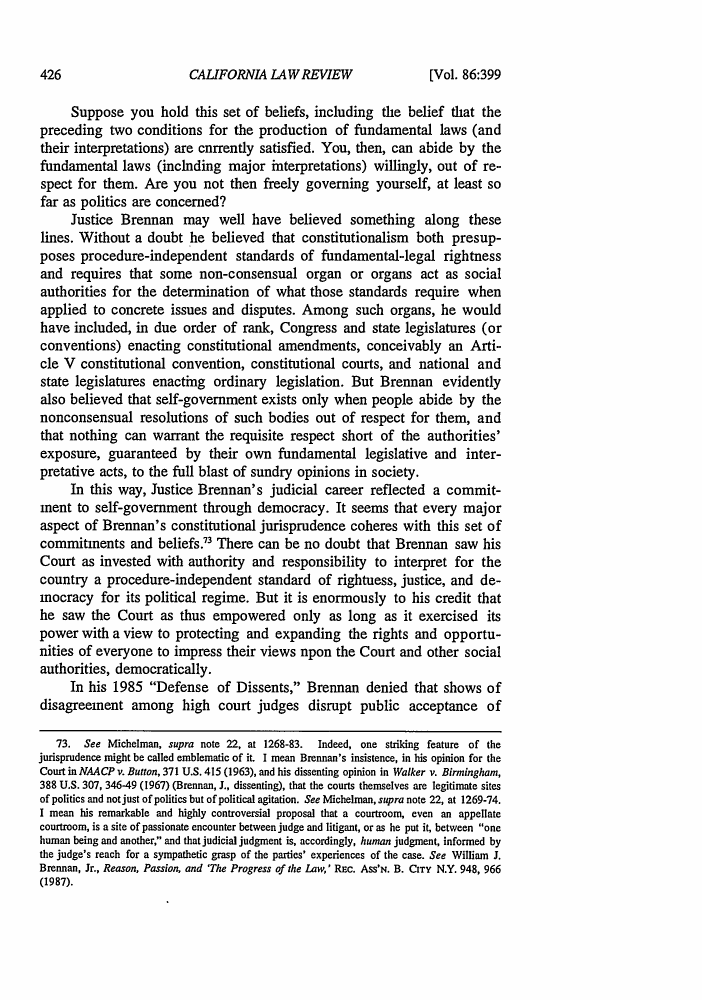 426 CALIFORNIA LAW REVIEW [Vol. 86:399
Suppose you hold this set of beliefs, including the belief that the
preceding two conditions for the production of fundamental laws (and
their interpretations) are cnrrently satisfied. You, then, can abide by the
fundamental laws (inclnding major interpretations) willingly, out of re-
spect for them. Are you not then freely governing yourself, at least so
far as politics are concerned?
Justice Brennan may well have believed something along these
lines. Without a doubt he believed that constitutionalism both presup-
poses procedure-independent standards of fundamental-legal rightness
and requires that some non-consensual organ or organs act as social
authorities for the determination of what those standards require when
applied to concrete issues and disputes. Among such organs, he would
have included, in due order of rank, Congress and state legislatures (or
conventions) enacting constitutional amendments, conceivably an Arti-
cle V constitutional convention, constitutional courts, and national and
state legislatures enacting ordinary legislation. But Brennan evidently
also believed that self-government exists only when people abide by the
nonconsensual resolutions of such bodies out of respect for them, and
that nothing can warrant the requisite respect short of the authorities'
exposure, guaranteed by their own fundamental legislative and inter-
pretative acts, to the full blast of sundry opinions in society.
In this way, Justice Brennan's judicial career reflected a commit-
ment to self-government through democracy. It seems that every major
aspect of Brennan's constitutional jurisprudence coheres with this set of
commitments and beliefs.73 There can be no doubt that Brennan saw his
Court as invested with authority and responsibility to interpret for the
country a procedure-independent standard of rightuess, justice, and de-
mocracy for its political regime. But it is enormously to his credit that
he saw the Court as thus empowered only as long as it exercised its
power with a view to protecting and expanding the rights and opportu-
nities of everyone to impress their views npon the Court and other social
authorities, democratically.
In his 1985 "Defense of Dissents," Brennan denied that shows of
disagreement among high court judges disrupt public acceptance of
73. See Michelman, supra note 22, at 1268-83. Indeed, one striking feature of the
jurisprudence might be called emblematic of it. I mean Brennan's insistence, in his opinion for the
Court in NAACP v. Button, 371 U.S. 415 (1963), and his dissenting opinion in Walker v. Birmingham,
388 U.S. 307, 346-49 (1967) (Brennan, J., dissenting), that the courts themselves are legitimate sites
of politics and not just of politics but of political agitation. See Michelman, supra note 22, at 1269-74.
I mean his remarkable and highly controversial proposal that a courtroom, even an appellate
courtroom, is a site of passionate encounter between judge and litigant, or as he put it, between "one
human being and another," and that judicial judgment is, accordingly, human judgment, informed by
the judge's reach for a sympathetic grasp of the parties' experiences of the case. See William J.
Brennan, Jr., Reason, Passion, and 'The Progress of the Law,' REC. ASS'N. B. CITY N.Y. 948, 966
(1987).